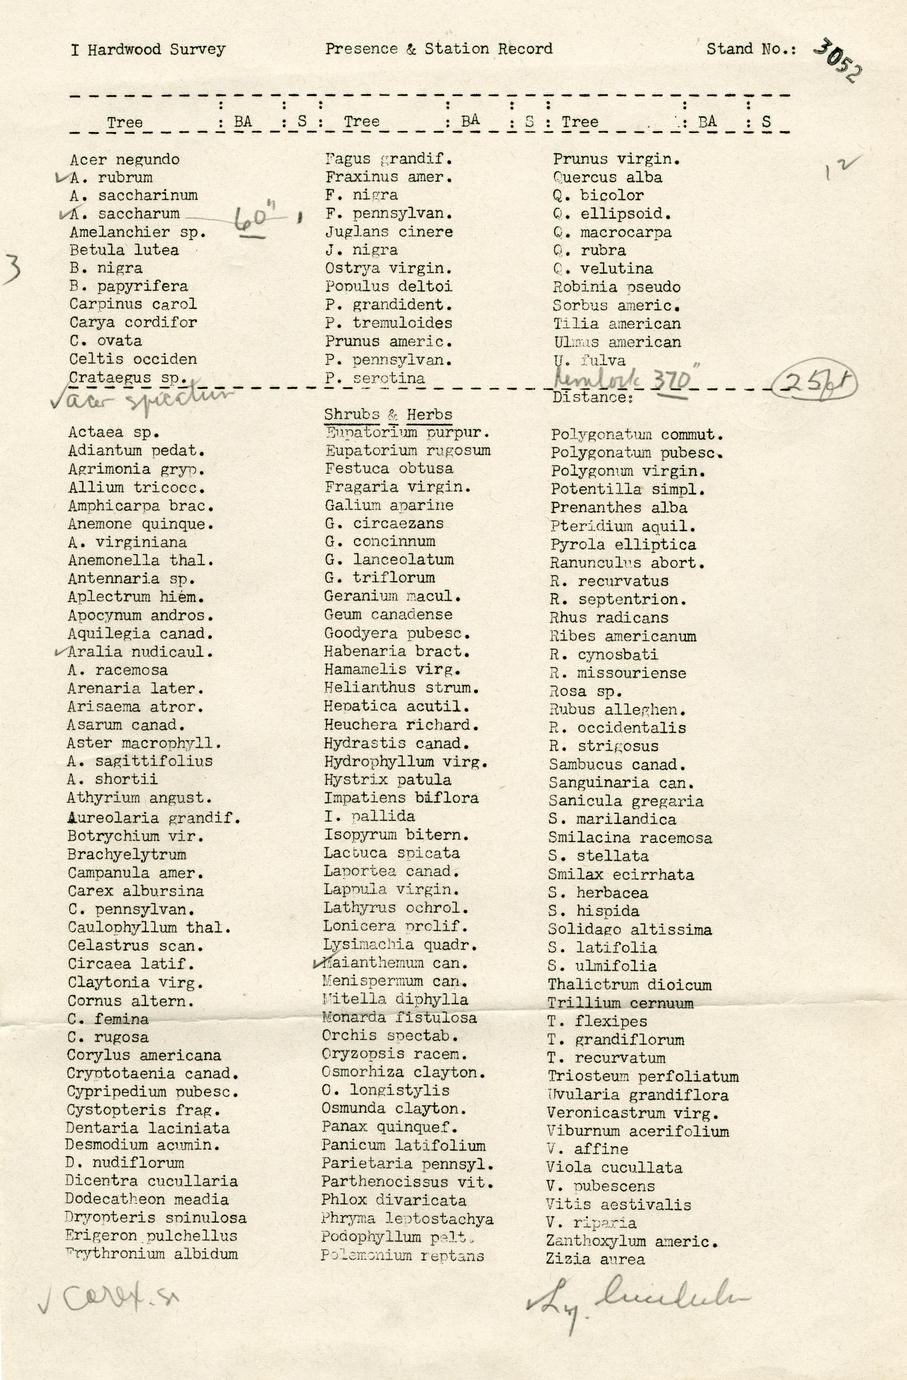 I Hardwood Survey Presence & Station Record Stand No.: 3052
Tree : BA : S : Tree : BA : S : Tree : BA : S
Acer negundo
✓A. rubrum
A. saccharinum
✓A. saccharum 60"
Amelanchier sp.
Betula lutea
3
B. nigra
B. papyrifera
Carpinus carol
Carya cordifor
C. ovata
Celtis occiden
Crataegus sp.
✓acer spicatum
Fagus grandif.
Fraxinus amer.
F. nigra
F. pennsylvan.
Juglans cinere
J. nigra
Ostrya virgin.
Populus deltoi
P. grandident.
P. tremuloides
Prunus americ.
P. pennsylvan.
P. serotina
Prunus virgin.
12
Quercus alba
Q. bicolor
Q. ellipsoid.
Q. macrocarpa
Q. rubra
Q. velutina
Robinia pseudo
Sorbus americ.
Tilia american
Ulmus american
U. fulva
Hemlock 370"
25pt
Distance:
Shrubs & Herbs
Actaea sp.
Adiantum pedat.
Agrimonia gryp.
Allium tricocc.
Amphicarpa brac.
Anemone quinque.
A. virginiana
Anemonella thal.
Antennaria sp.
Aplectrum hiem.
Apocynum andros.
Aquilegia canad.
✓Aralia nudicaul.
A. racemosa
Arenaria later.
Arisaema atror.
Asarum canad.
Aster macrophyll.
A. sagittifolius
A. shortii
Athyrium angust.
Aureolaria grandif.
Botrychium vir.
Brachyelytrum
Campanula amer.
Carex albursina
C. pennsylvan.
Caulophyllum thal.
Celastrus scan.
Circaea latif.
Claytonia virg.
Cornus altern.
C. femina
C. rugosa
Corylus americana
Cryptotaenia canad.
Cypripedium pubesc.
Cystopteris frag.
Dentaria laciniata
Desmodium acumin.
D. nudiflorum
Dicentra cucullaria
Dodecatheon meadia
Dryopteris spinulosa
Erigeron pulchellus
Erythronium albidum
✓Carex.
Eupatorium purpur.
Eupatorium rugosum
Festuca obtusa
Fragaria virgin.
Galium aparine
G. circaezans
G. concinnum
G. lanceolatum
G. triflorum
Geranium macul.
Geum canadense
Goodyera pubesc.
Habenaria bract.
Hamamelis virg.
Helianthus strum.
Hepatica acutil.
Heuchera richard.
Hydrastis canad.
Hydrophyllum virg.
Hystrix patula
Impatiens biflora
I. pallida
Isopyrum bitern.
Lactuca spicata
Laportea canad.
Lappula virgin.
Lathyrus ochrol.
Lonicera prolif.
Lysimachia quadr.
✓Maianthemum can.
Menispermum can.
Mitella diphylla
Monarda fistulosa
Orchis spectab.
Oryzopsis racem.
Osmorhiza clayton.
O. longistylis
Osmunda clayton.
Panax quinquef.
Panicum latifolium
Parietaria pennsyl.
Parthenocissus vit.
Phlox divaricata
Phryma leptostachya
Podophyllum pelt.
Polemonium reptans
Polygonatum commut.
Polygonatum pubesc.
Polygonum virgin.
Potentilla simpl.
Prenanthes alba
Pteridium aquil.
Pyrola elliptica
Ranunculus abort.
R. recurvatus
R. septentrion.
Rhus radicans
Ribes americanum
R. cynosbati
R. missouriense
Rosa sp.
Rubus alleghen.
R. occidentalis
R. strigosus
Sambucus canad.
Sanguinaria can.
Sanicula gregaria
S. marilandica
Smilacina racemosa
S. stellata
Smilax ecirrhata
S. herbacea
S. hispida
Solidago altissima
S. latifolia
S. ulmifolia
Thalictrum dioicum
Trillium cernuum
T. flexipes
T. grandiflorum
T. recurvatum
Triosteum perfoliatum
Uvularia grandiflora
Veronicastrum virg.
Viburnum acerifolium
V. affine
Viola cucullata
V. pubescens
Vitis aestivalis
V. riparia
Zanthoxylum americ.
Zizia aurea
✓Ly.